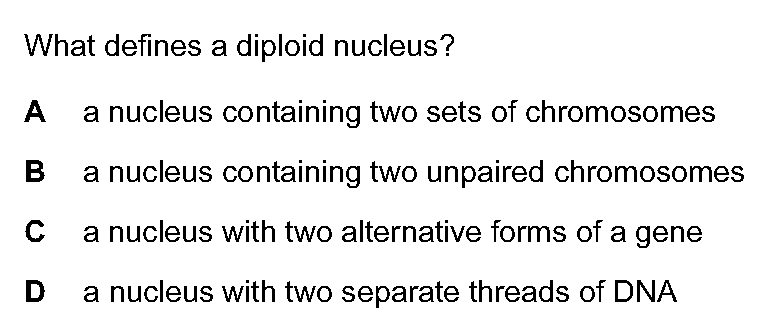 What defines a diploid nucleus?
A a nucleus containing two sets of chromosomes
B a nucleus containing two unpaired chromosomes
C a nucleus with two alternative forms of a gene
D a nucleus with two separate threads of DNA